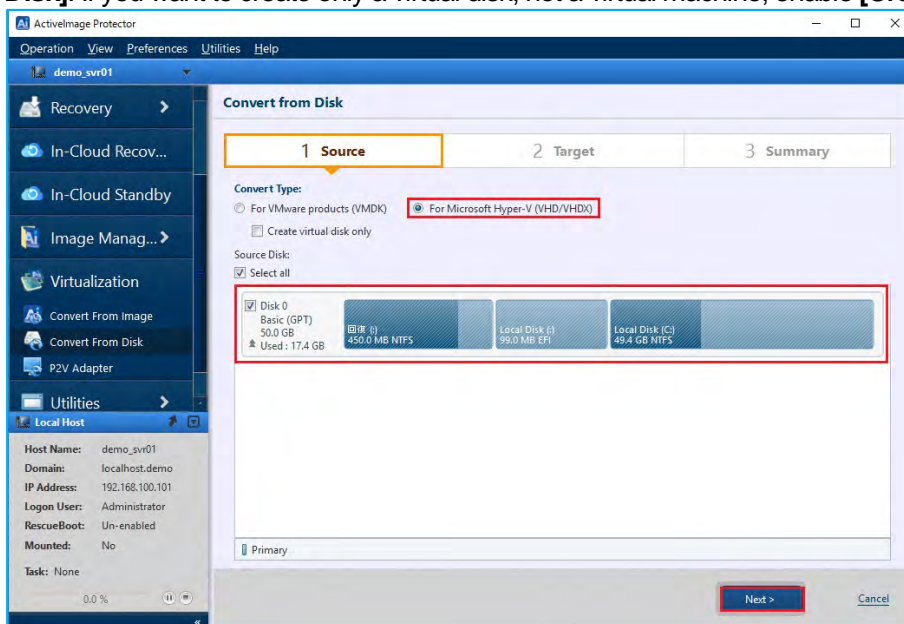 Disk]. If you want to create only a virtual disk, not a virtual machine, enable [Cre
ActiveImage Protector
Operation View Preferences Utilities Help
demo_svr01
Recovery
In-Cloud Recov...
In-Cloud Standby
Image Manag...
Virtualization
Convert From Image
Convert From Disk
P2V Adapter
Utilities
Local Host
Host Name: demo_svr01
Domain: localhost.demo
IP Address: 192.168.100.101
Logon User: Administrator
RescueBoot: Un-enabled
Mounted: No
Task: None
0.0 %
Convert from Disk
1 Source
2 Target
3 Summary
Convert Type:
For VMware products (VMDK)
For Microsoft Hyper-V (VHD/VHDX)
Create virtual disk only
Source Disk:
Select all
Disk 0
Basic (GPT)
50.0 GB
Used : 17.4 GB
回復 (:)
450.0 MB NTFS
Local Disk (:)
99.0 MB EFI
Local Disk (C:)
49.4 GB NTFS
Primary
Next >
Cancel